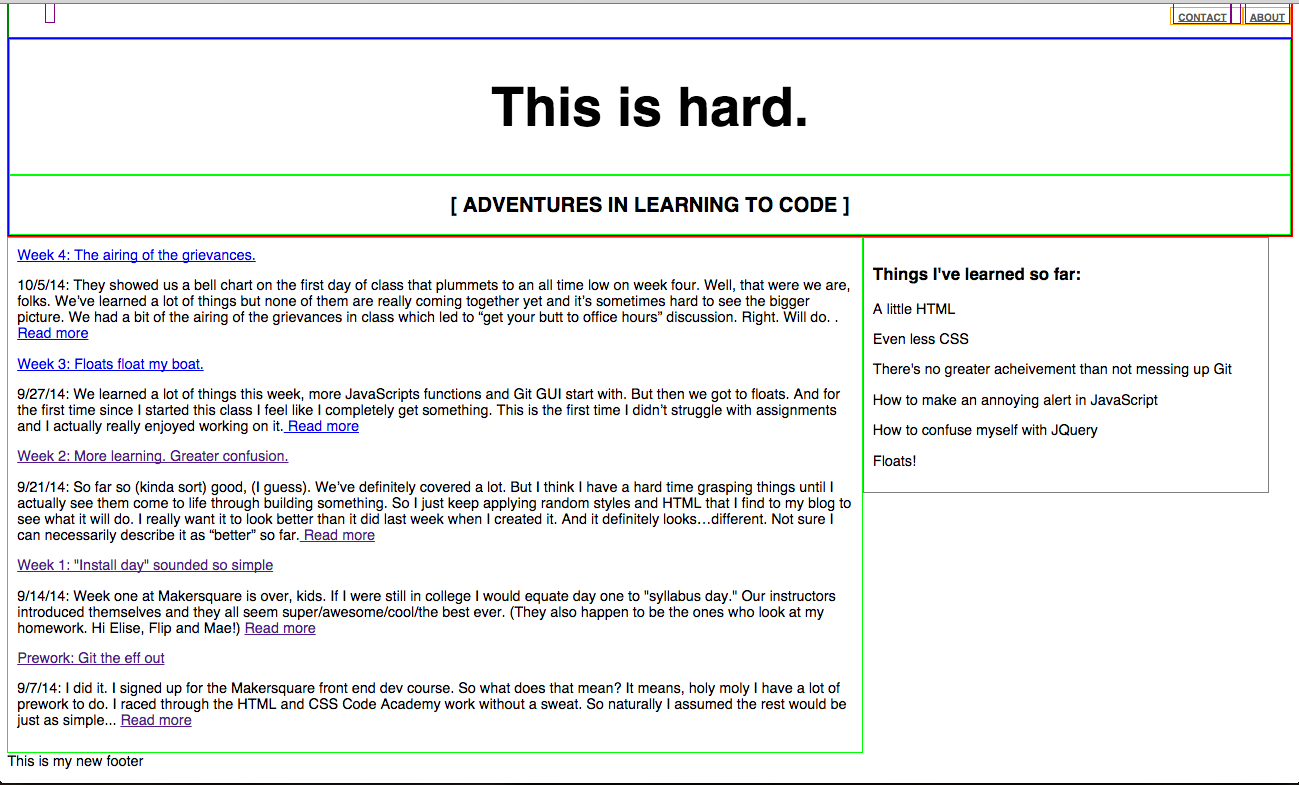 CONTACT ABOUT
This is hard.
[ ADVENTURES IN LEARNING TO CODE ]
Week 4: The airing of the grievances.
10/5/14: They showed us a bell chart on the first day of class that plummets to an all time low on week four. Well, that were we are,
folks. We’ve learned a lot of things but none of them are really coming together yet and it’s sometimes hard to see the bigger
picture. We had a bit of the airing of the grievances in class which led to “get your butt to office hours” discussion. Right. Will do. .
Read more
Week 3: Floats float my boat.
9/27/14: We learned a lot of things this week, more JavaScripts functions and Git GUI start with. But then we got to floats. And for
the first time since I started this class I feel like I completely get something. This is the first time I didn’t struggle with assignments
and I actually really enjoyed working on it. Read more
Week 2: More learning. Greater confusion.
9/21/14: So far so (kinda sort) good, (I guess). We’ve definitely covered a lot. But I think I have a hard time grasping things until I
actually see them come to life through building something. So I just keep applying random styles and HTML that I find to my blog to
see what it will do. I really want it to look better than it did last week when I created it. And it definitely looks…different. Not sure I
can necessarily describe it as “better” so far. Read more
Week 1: "Install day" sounded so simple
9/14/14: Week one at Makersquare is over, kids. If I were still in college I would equate day one to "syllabus day." Our instructors
introduced themselves and they all seem super/awesome/cool/the best ever. (They also happen to be the ones who look at my
homework. Hi Elise, Flip and Mae!) Read more
Prework: Git the eff out
9/7/14: I did it. I signed up for the Makersquare front end dev course. So what does that mean? It means, holy moly I have a lot of
prework to do. I raced through the HTML and CSS Code Academy work without a sweat. So naturally I assumed the rest would be
just as simple... Read more
Things I've learned so far:
A little HTML
Even less CSS
There's no greater acheivement than not messing up Git
How to make an annoying alert in JavaScript
How to confuse myself with JQuery
Floats!
This is my new footer